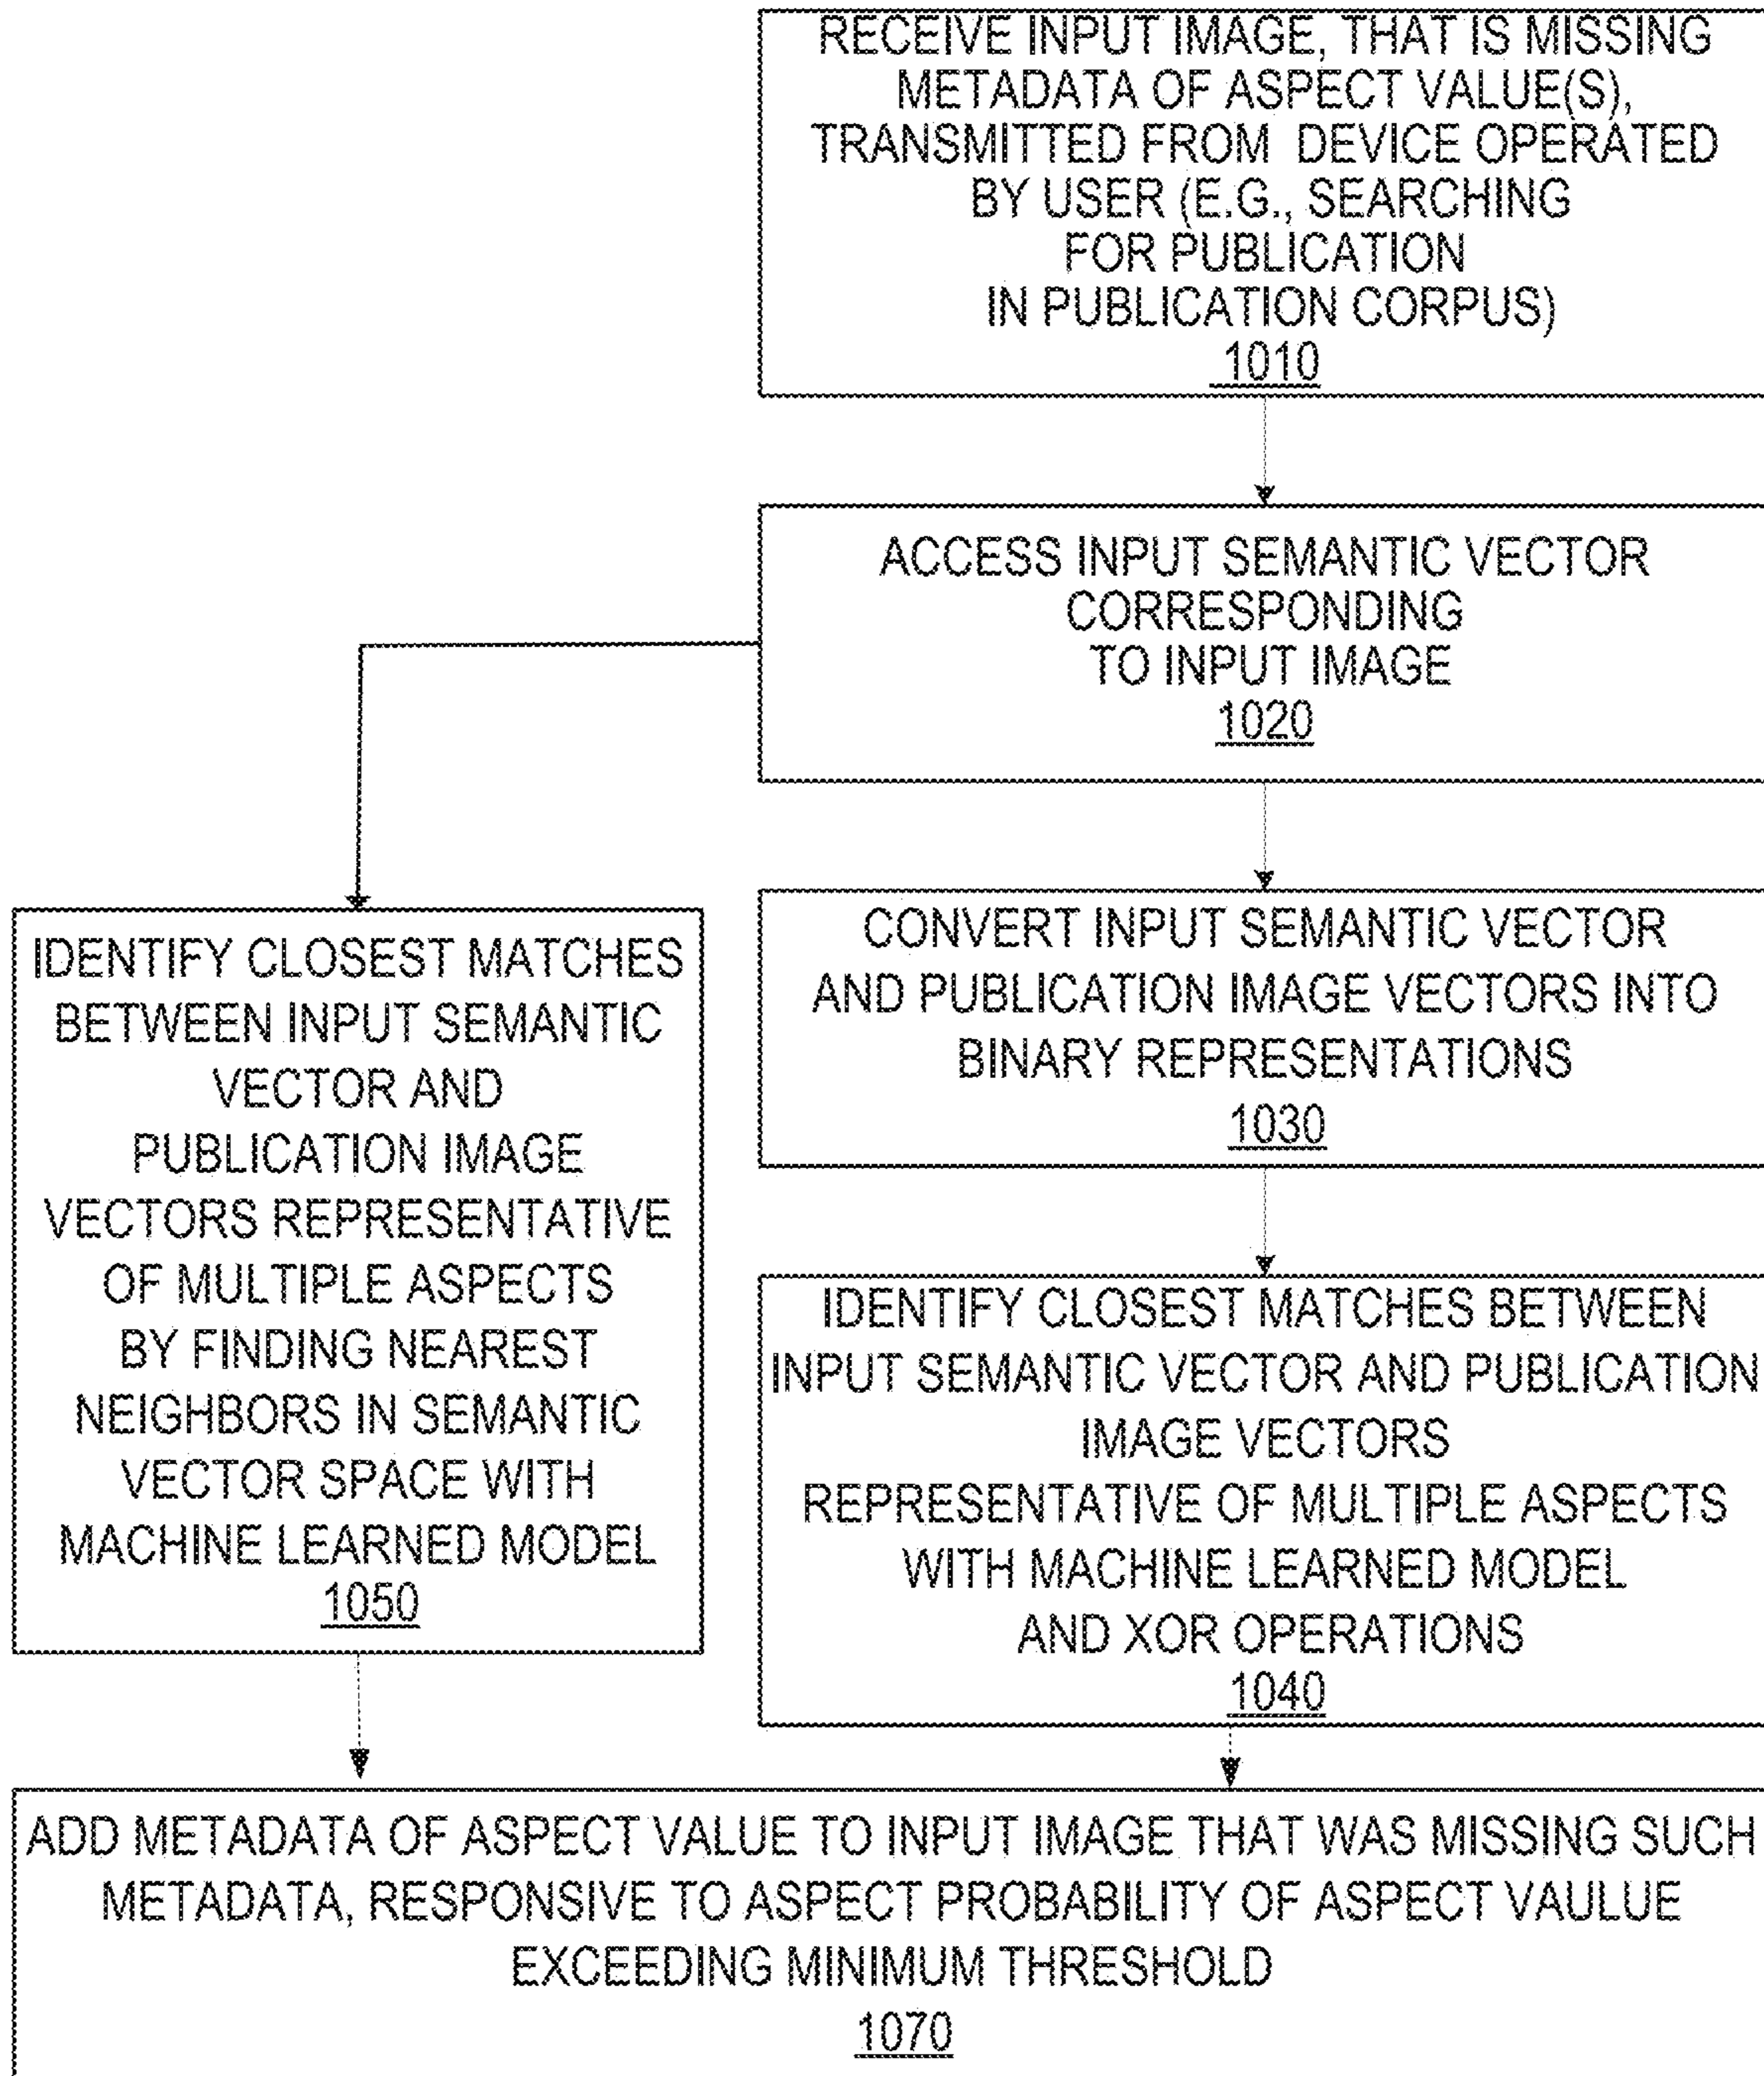 RECEIVE INPUT IMAGE, THAT IS MISSING
METADATA OF ASPECT VALUE(S),
TRANSMITTED FROM DEVICE OPERATED
BY USER (E.G., SEARCHING
FOR PUBLICATION
IN PUBLICATION CORPUS)
1010
ACCESS INPUT SEMANTIC VECTOR
CORRESPONDING
TO INPUT IMAGE
1020
CONVERT INPUT SEMANTIC VECTOR
AND PUBLICATION IMAGE VECTORS INTO
BINARY REPRESENTATIONS
1030
IDENTIFY CLOSEST MATCHES BETWEEN
INPUT SEMANTIC VECTOR AND PUBLICATION
IMAGE VECTORS
REPRESENTATIVE OF MULTIPLE ASPECTS
WITH MACHINE LEARNED MODEL
AND XOR OPERATIONS
1040
IDENTIFY CLOSEST MATCHES
BETWEEN INPUT SEMANTIC
VECTOR AND
PUBLICATION IMAGE
VECTORS REPRESENTATIVE
OF MULTIPLE ASPECTS
BY FINDING NEAREST
NEIGHBORS IN SEMANTIC
VECTOR SPACE WITH
MACHINE LEARNED MODEL
1050
ADD METADATA OF ASPECT VALUE TO INPUT IMAGE THAT WAS MISSING SUCH
METADATA, RESPONSIVE TO ASPECT PROBABILITY OF ASPECT VAULUE
EXCEEDING MINIMUM THRESHOLD
1070